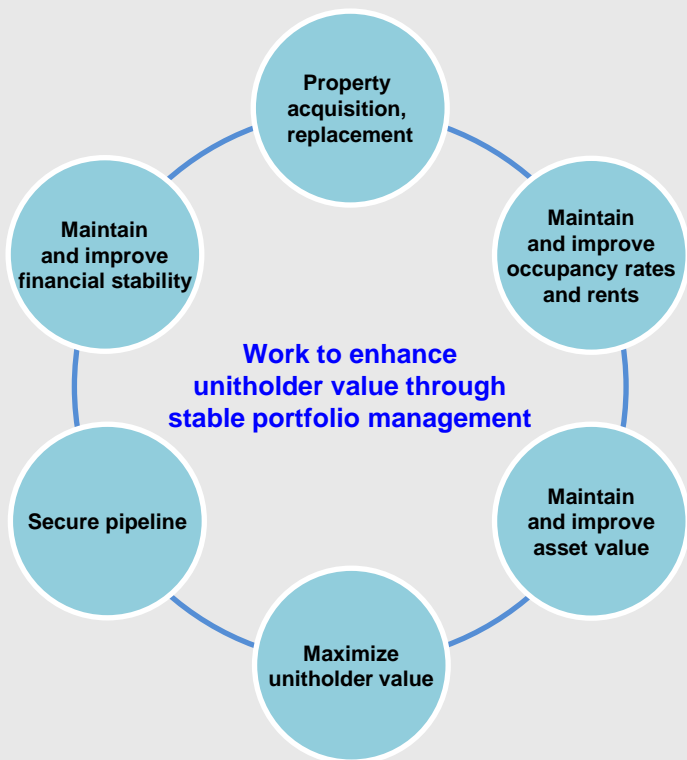 Property
acquisition,
replacement
Maintain
and improve
financial stability
Maintain
and improve
occupancy rates
and rents
Work to enhance
unitholder value through
stable portfolio management
Secure pipeline
Maintain
and improve
asset value
Maximize
unitholder value